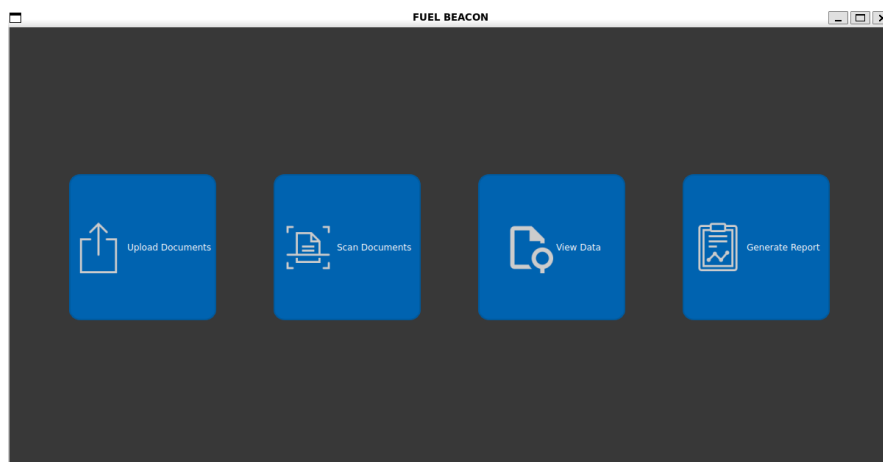 FUEL BEACON
Upload Documents
Scan Documents
View Data
Generate Report